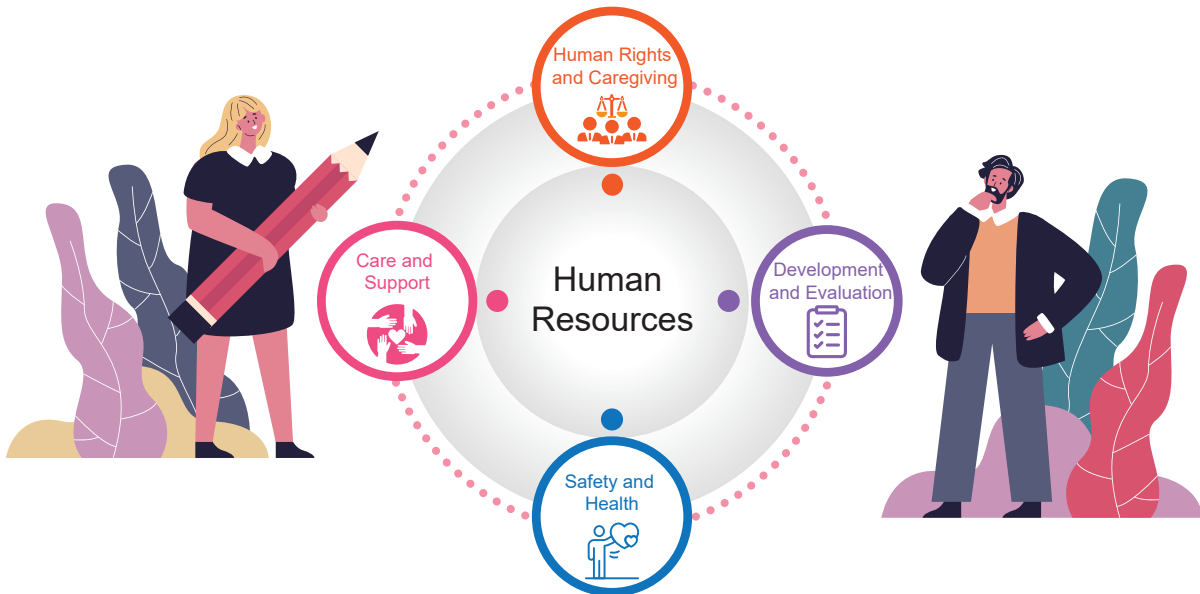 Human Rights
and Caregiving
Care and
Support
Human
Resources
Development
and Evaluation
Safety and
Health